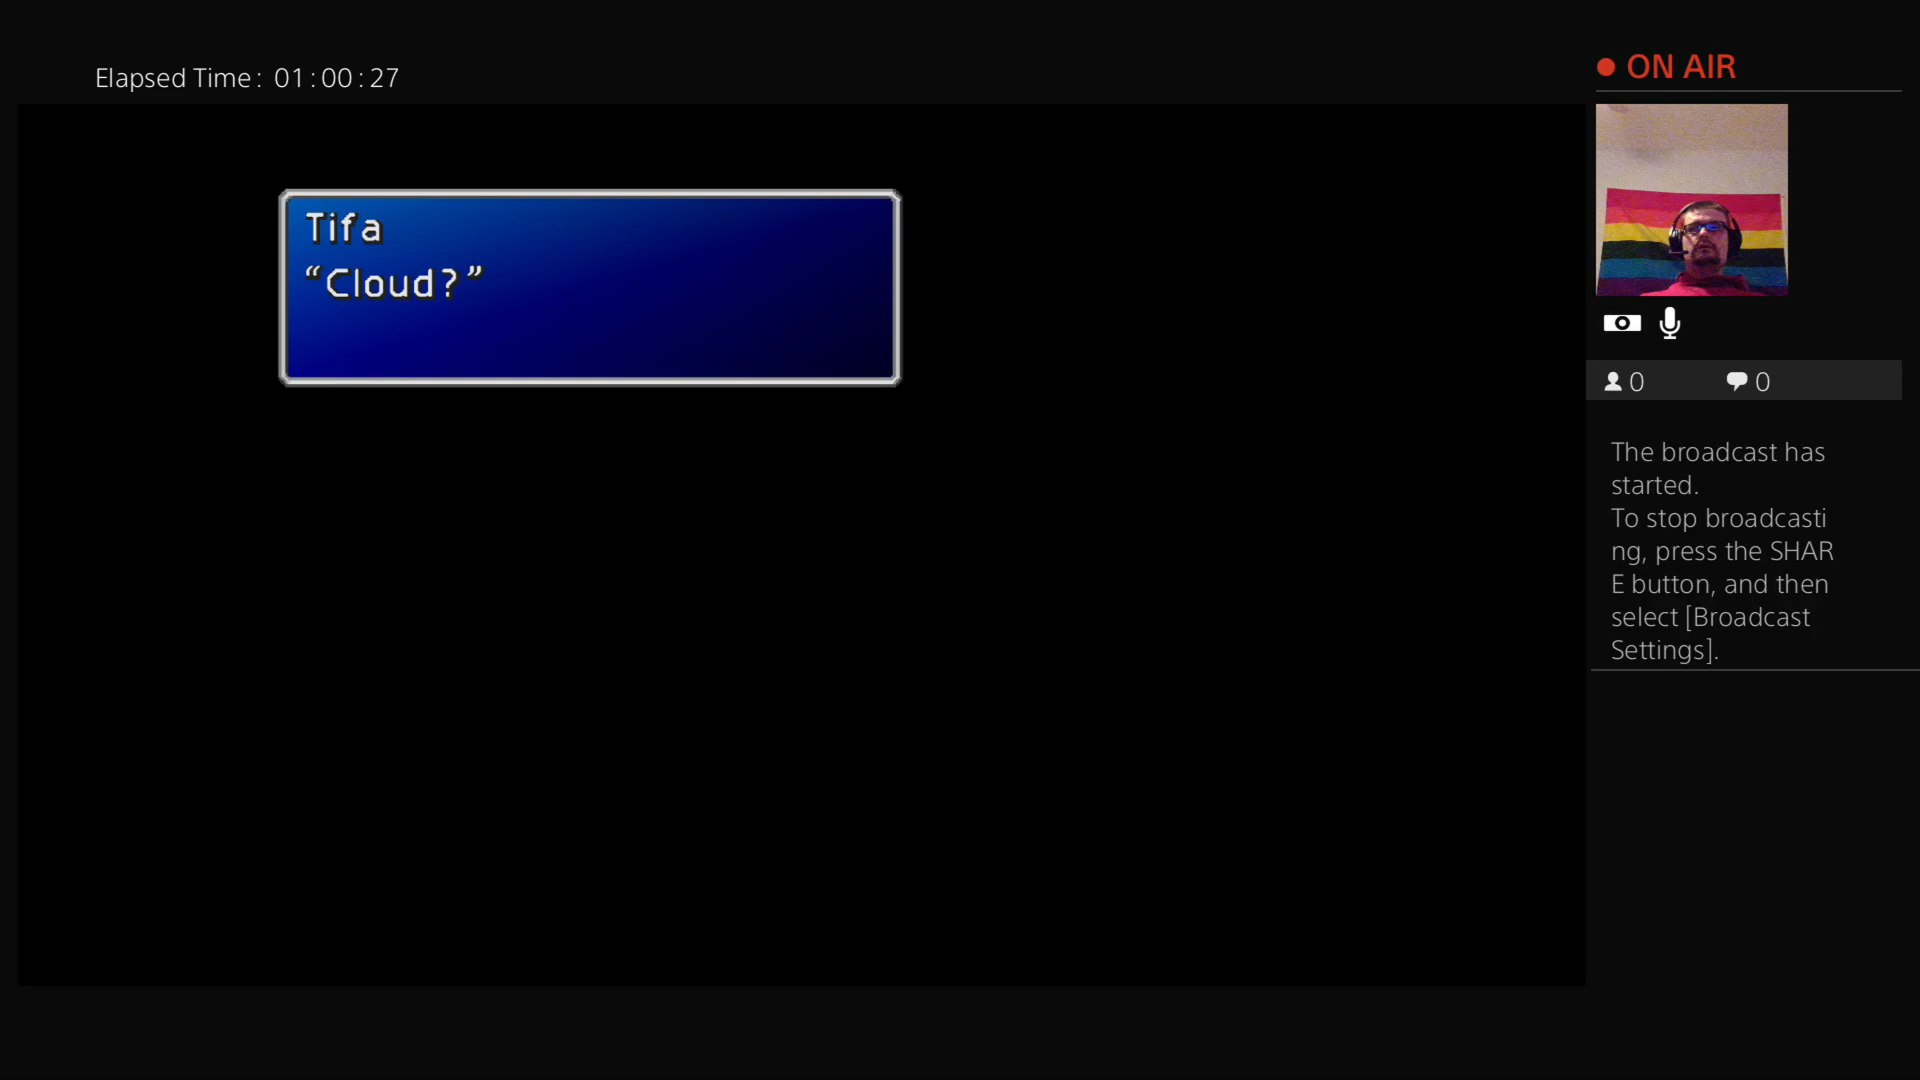 Elapsed Time: 01:00:27
ON AIR
Tifa
“Cloud?”
0 0
The broadcast has
started.
To stop broadcasti
ng, press the SHAR
E button, and then
select [Broadcast
Settings].